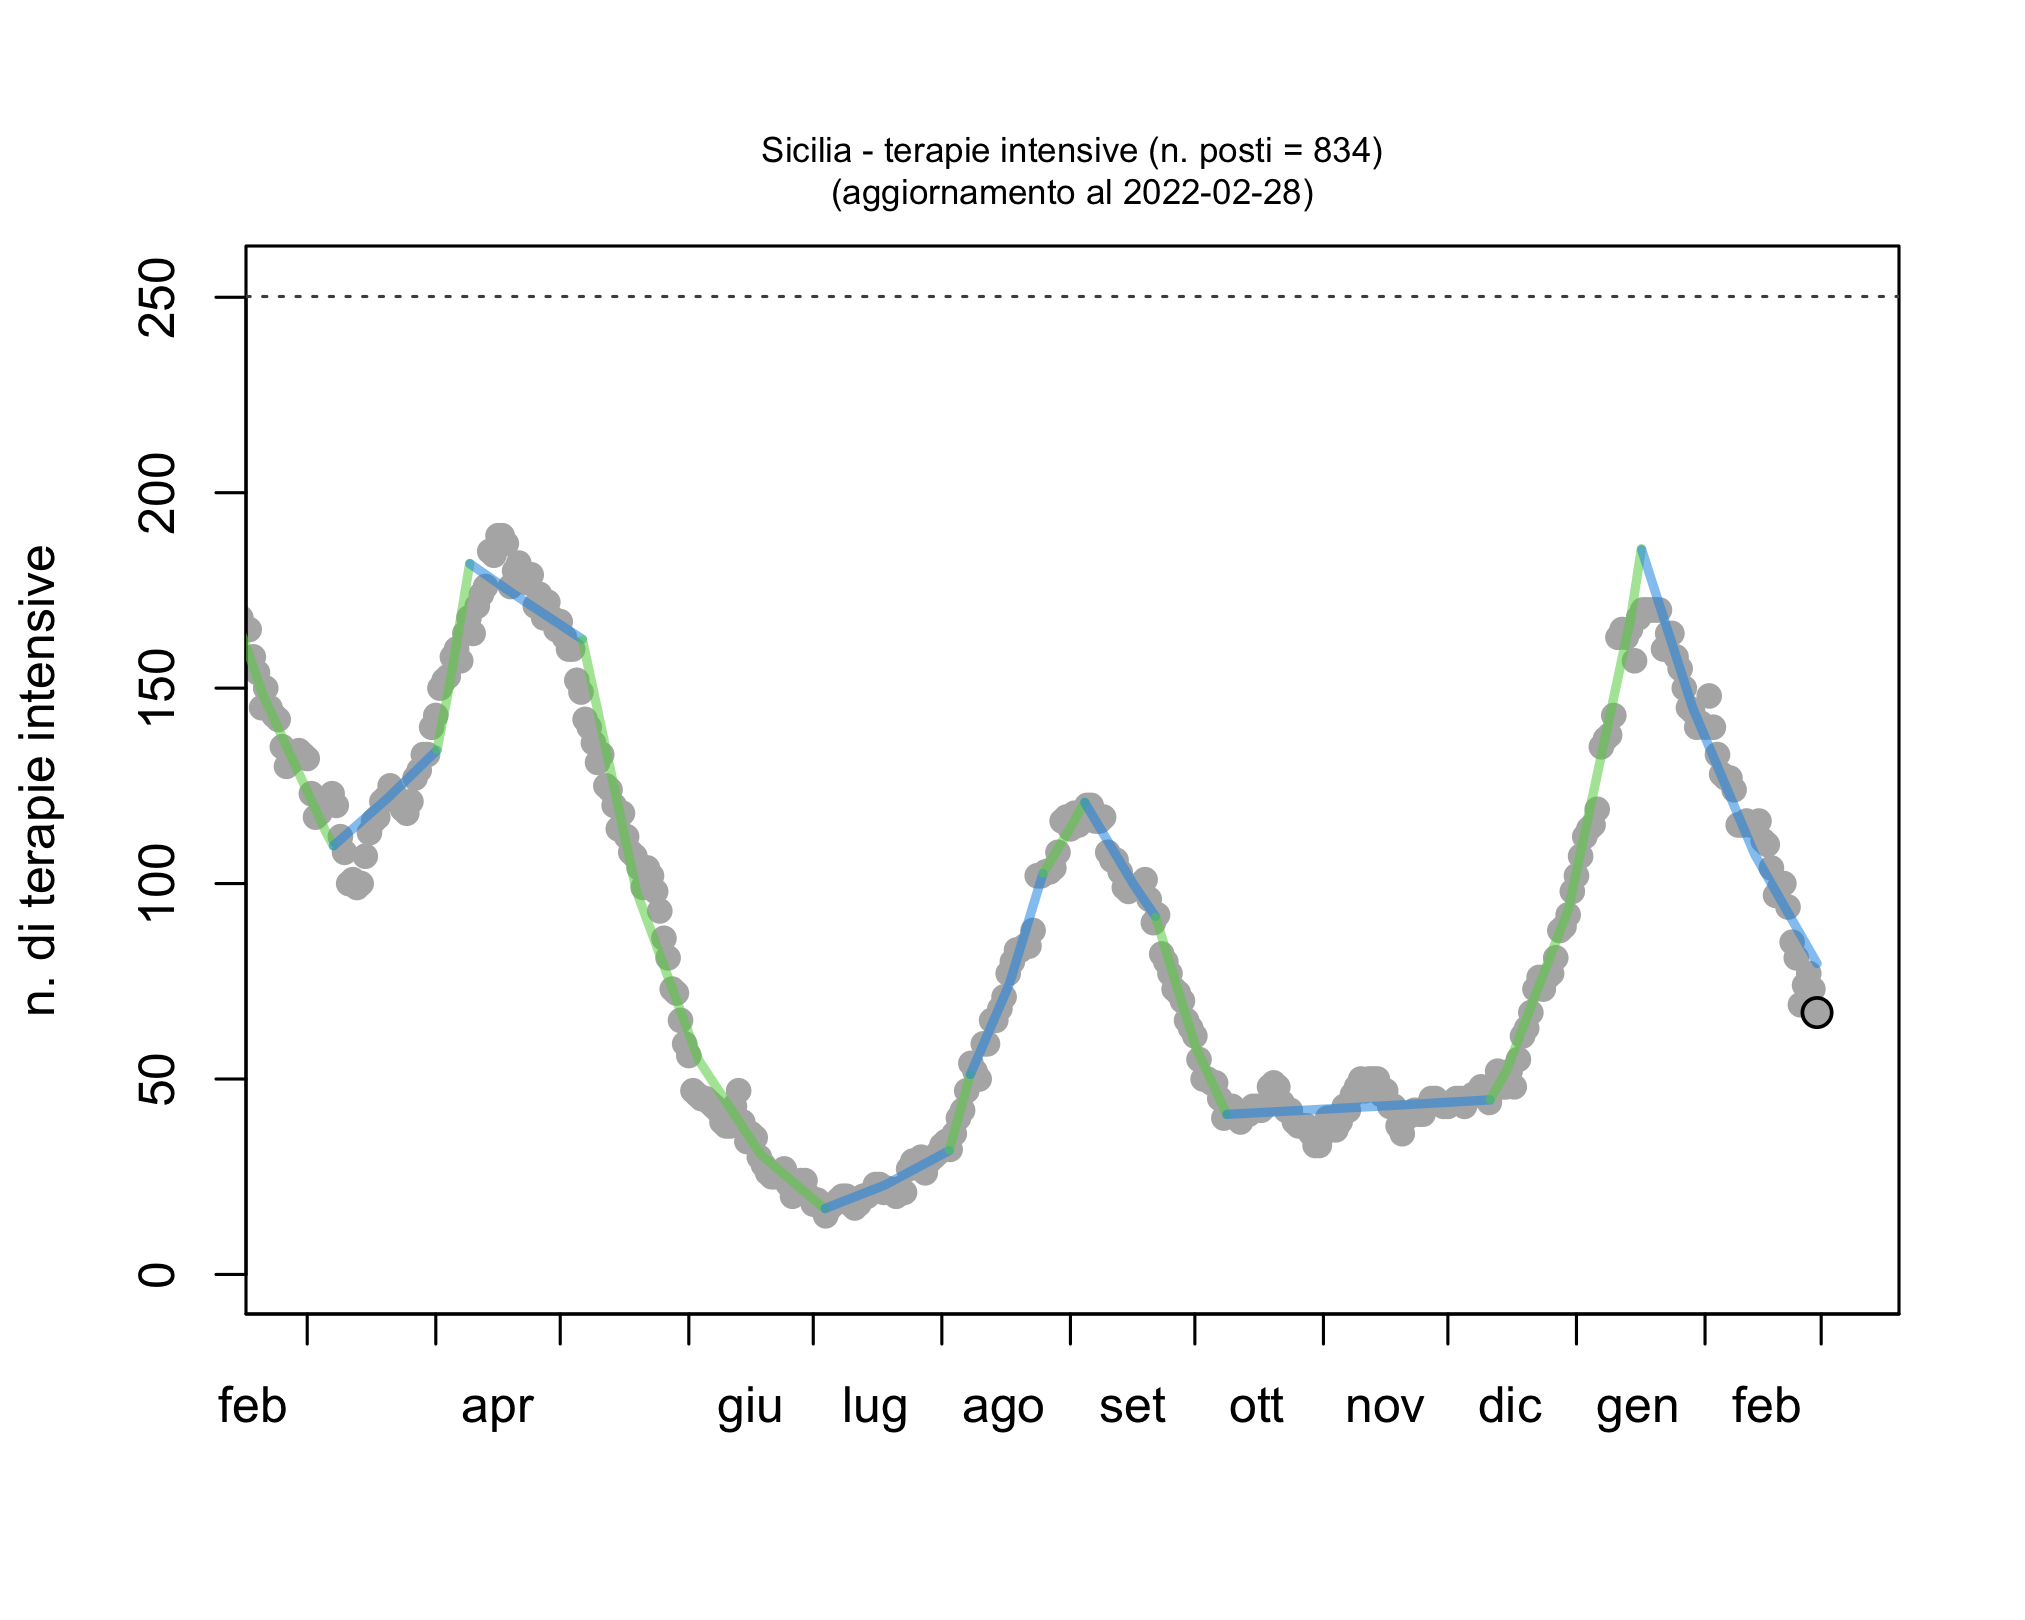 Sicilia - terapie intensive (n. posti = 834)
(aggiornamento al 2022-02-28)
n. di terapie intensive
250
200
150
100
50
0
feb apr giu lug ago set ott nov dic gen feb